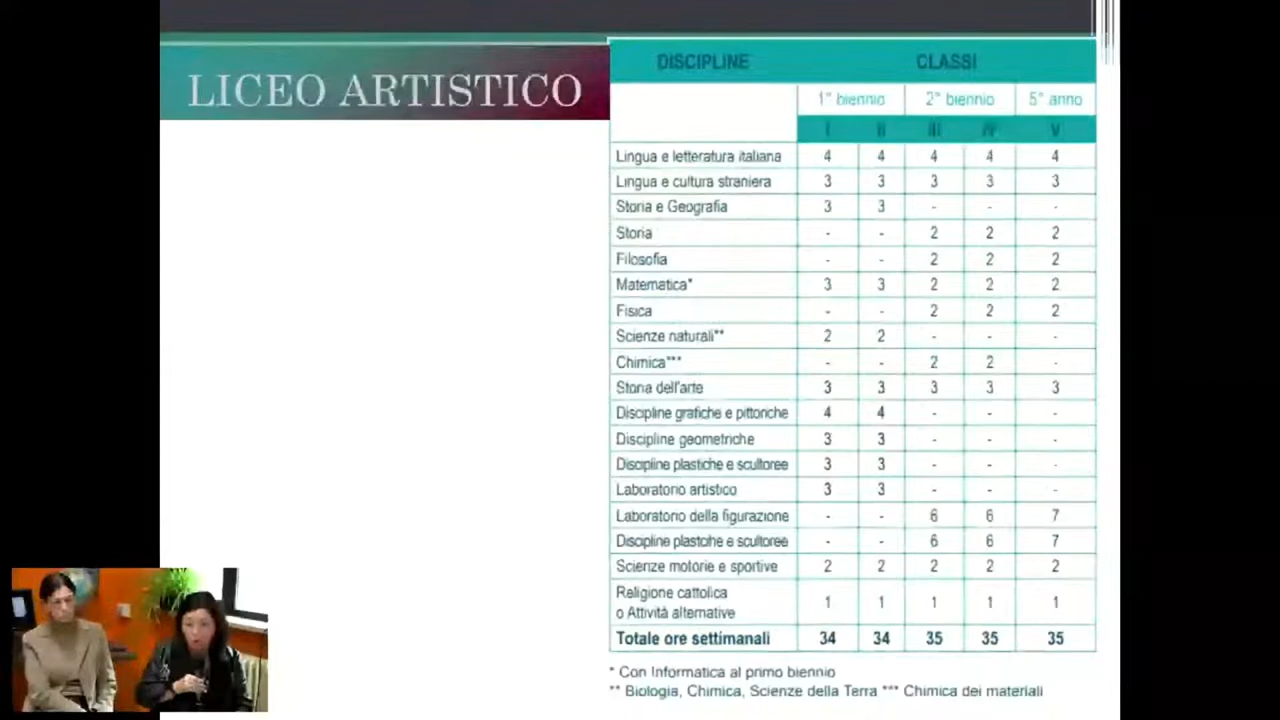 LICEO ARTISTICO
DISCIPLINE CLASSI
1° biennio 2° biennio 5° anno
I II III IV V
Lingua e letteratura italiana 4 4 4 4 4
Lingua e cultura straniera 3 3 3 3 3
Storia e Geografia 3 3 - - -
Storia - - 2 2 2
Filosofia - - 2 2 2
Matematica* 3 3 2 2 2
Fisica - - 2 2 2
Scienze naturali** 2 2 - - -
Chimica*** - - 2 2 -
Storia dell'arte 3 3 3 3 3
Discipline grafiche e pittoriche 4 4 - - -
Discipline geometriche 3 3 - - -
Discipline plastiche e scultoree 3 3 - - -
Laboratorio artistico 3 3 - - -
Laboratorio della figurazione - - 6 6 7
Discipline plastiche e scultoree - - 6 6 7
Scienze motorie e sportive 2 2 2 2 2
Religione cattolica
o Attività alternative 1 1 1 1 1
Totale ore settimanali 34 34 35 35 35
* Con Informatica al primo biennio
** Biologia, Chimica, Scienze della Terra *** Chimica dei materiali